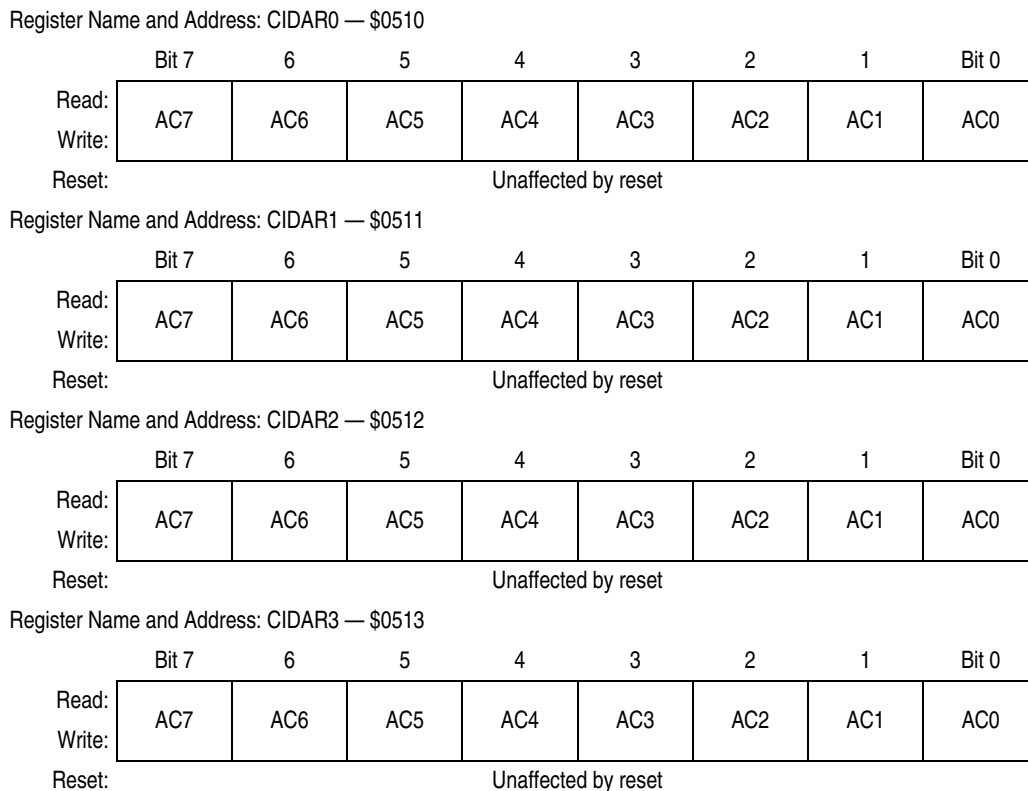 Register Name and Address: CIDAR0 — $0510
Bit 7 6 5 4 3 2 1 Bit 0
Read:
AC7 AC6 AC5 AC4 AC3 AC2 AC1 AC0
Write:
Reset: Unaffected by reset
Register Name and Address: CIDAR1 — $0511
Bit 7 6 5 4 3 2 1 Bit 0
Read:
AC7 AC6 AC5 AC4 AC3 AC2 AC1 AC0
Write:
Reset: Unaffected by reset
Register Name and Address: CIDAR2 — $0512
Bit 7 6 5 4 3 2 1 Bit 0
Read:
AC7 AC6 AC5 AC4 AC3 AC2 AC1 AC0
Write:
Reset: Unaffected by reset
Register Name and Address: CIDAR3 — $0513
Bit 7 6 5 4 3 2 1 Bit 0
Read:
AC7 AC6 AC5 AC4 AC3 AC2 AC1 AC0
Write:
Reset: Unaffected by reset